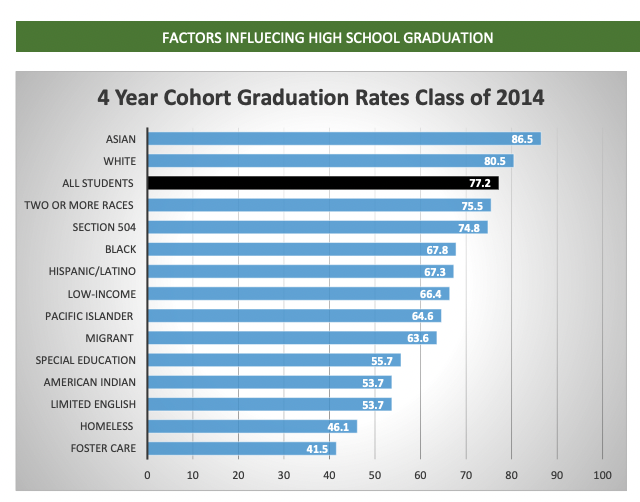 FACTORS INFLUECING HIGH SCHOOL GRADUATION
4 Year Cohort Graduation Rates Class of 2014
ASIAN 86.5
WHITE 80.5
ALL STUDENTS 77.2
TWO OR MORE RACES 75.5
SECTION 504 74.8
BLACK 67.8
HISPANIC/LATINO 67.3
LOW-INCOME 66.4
PACIFIC ISLANDER 64.6
MIGRANT 63.6
SPECIAL EDUCATION 55.7
AMERICAN INDIAN 53.7
LIMITED ENGLISH 53.7
HOMELESS 46.1
FOSTER CARE 41.5
0 10 20 30 40 50 60 70 80 90 100